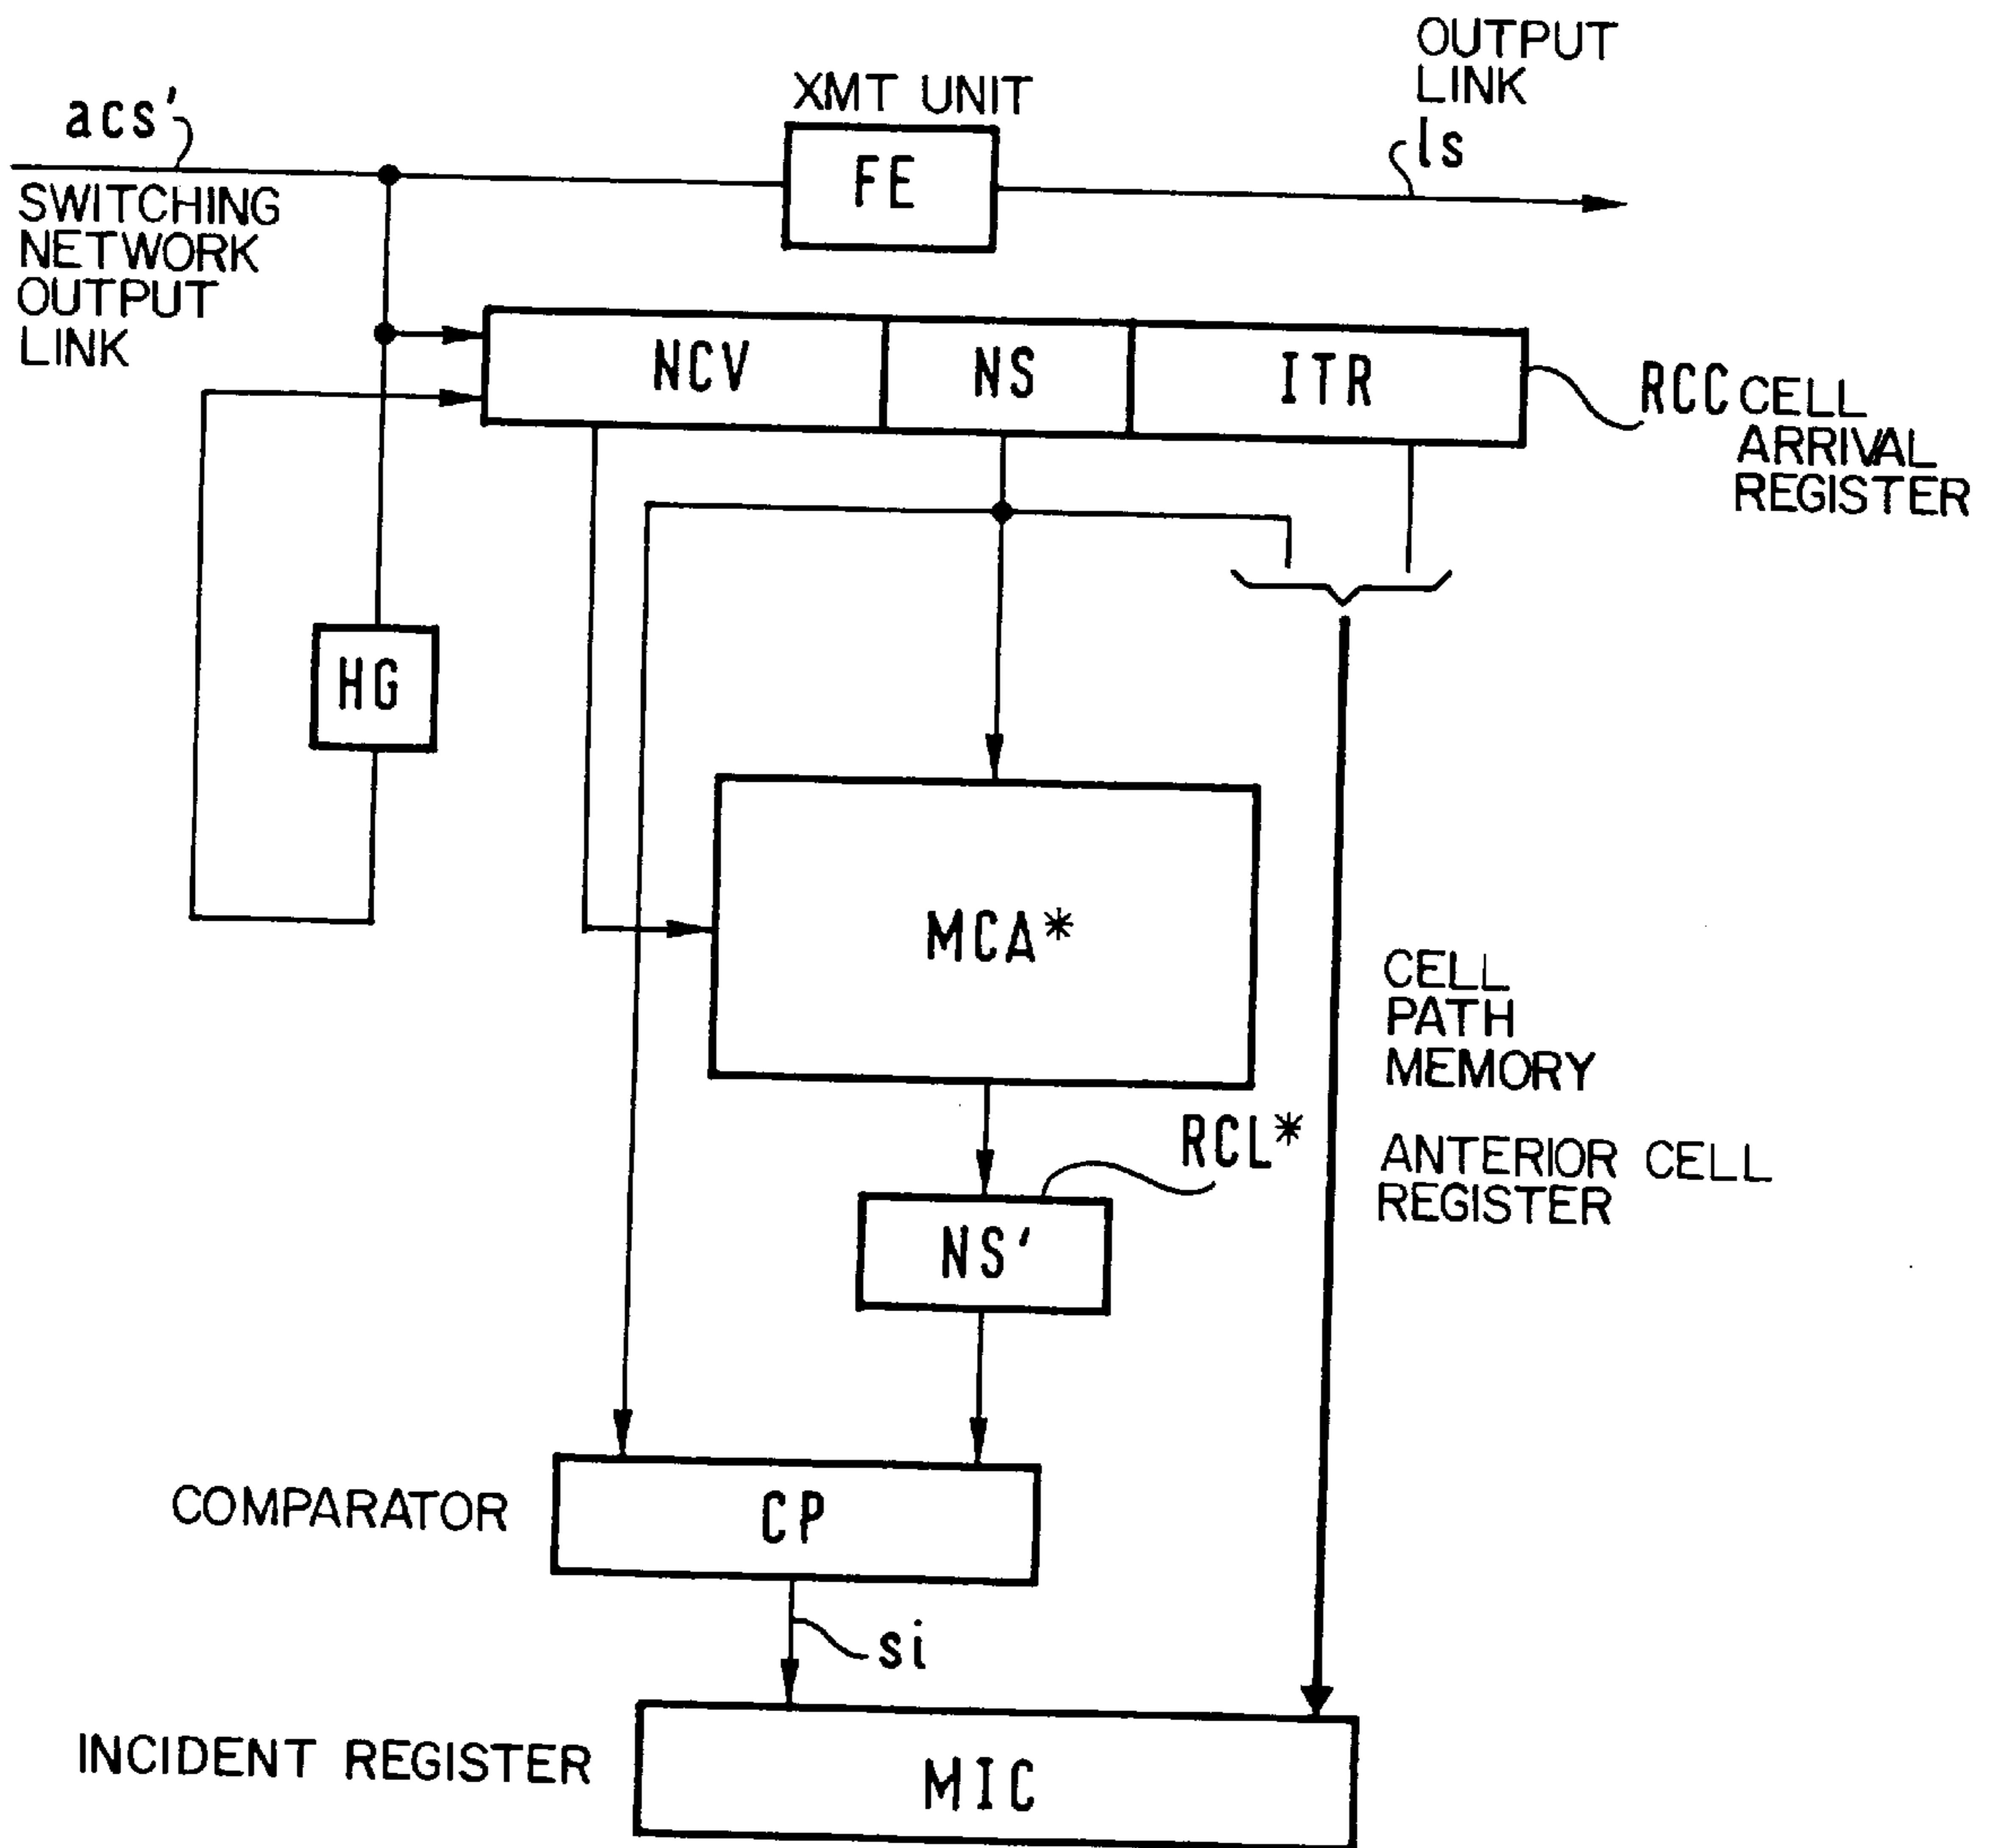 OUTPUT
LINK
XMT UNIT
acs'
ls
FE
SWITCHING
NETWORK
OUTPUT
LINK
NCV
NS
ITR
RCC CELL
ARRIVAL
REGISTER
HG
MCA*
CELL
PATH
MEMORY
RCL*
ANTERIOR CELL
REGISTER
NS'
COMPARATOR
CP
si
INCIDENT REGISTER
MIC